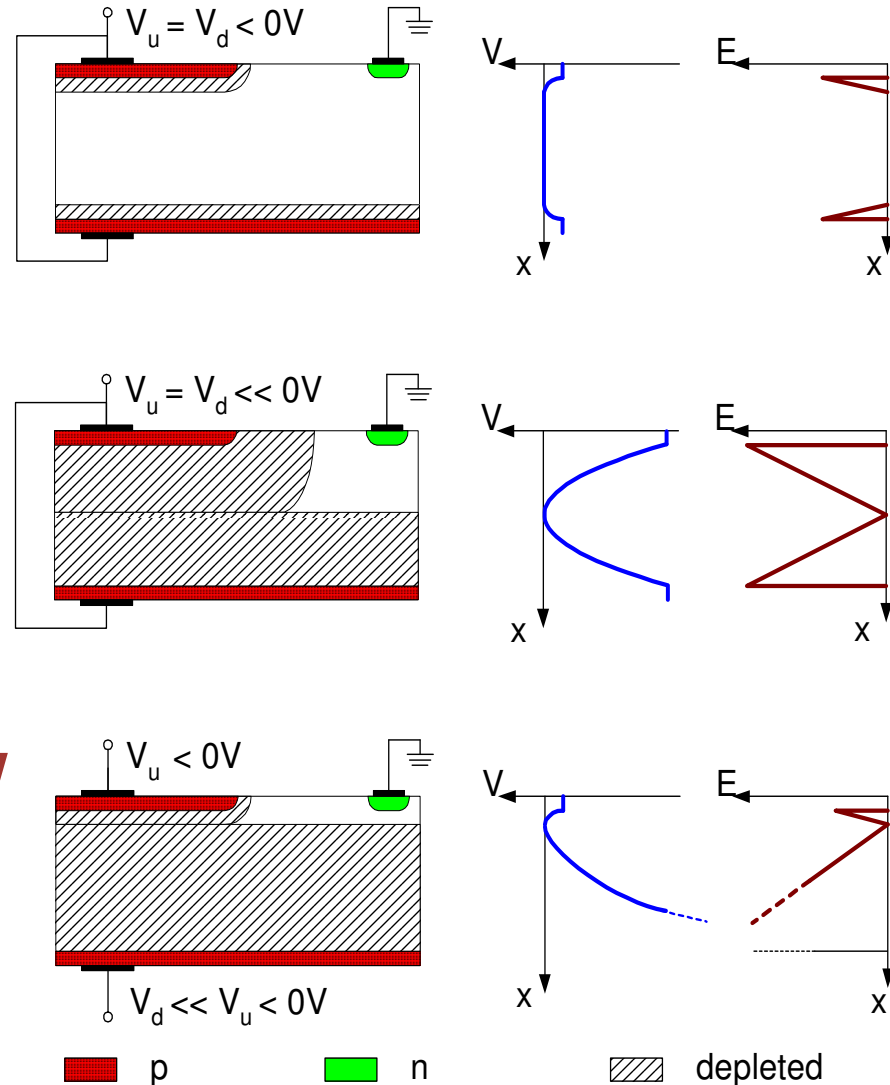 V_u = V_d < 0V
V E
x x
V_u = V_d << 0V
V E
x x
V_u < 0V
V E
x x
V_d << V_u < 0V
p n depleted